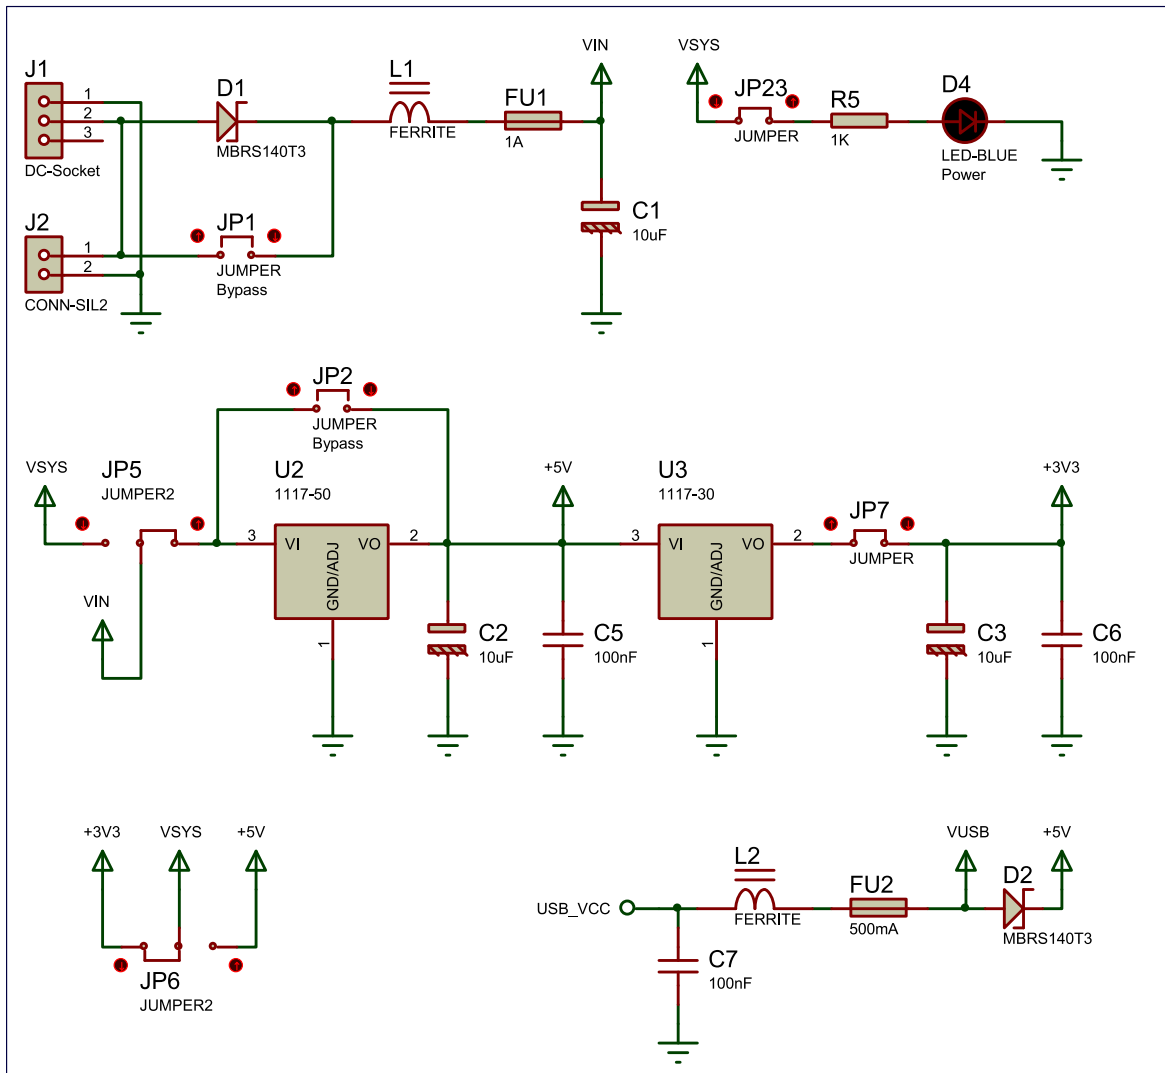 J1
1
2
3
DC-Socket
D1
MBRS140T3
L1
FERRITE
FU1
1A
VIN
C1
10uF
VSYS
JP23
JUMPER
R5
1K
D4
LED-BLUE
Power
J2
1
2
CONN-SIL2
JP1
JUMPER
Bypass
JP2
JUMPER
Bypass
VSYS
JP5
JUMPER2
VIN
U2
1117-50
3
VI
VO
2
GND/ADJ
1
C2
10uF
+5V
C5
100nF
U3
1117-30
3
VI
VO
2
GND/ADJ
1
JP7
JUMPER
+3V3
C3
10uF
C6
100nF
+3V3
VSYS
+5V
JP6
JUMPER2
USB_VCC
C7
100nF
L2
FERRITE
FU2
500mA
VUSB
D2
MBRS140T3
+5V